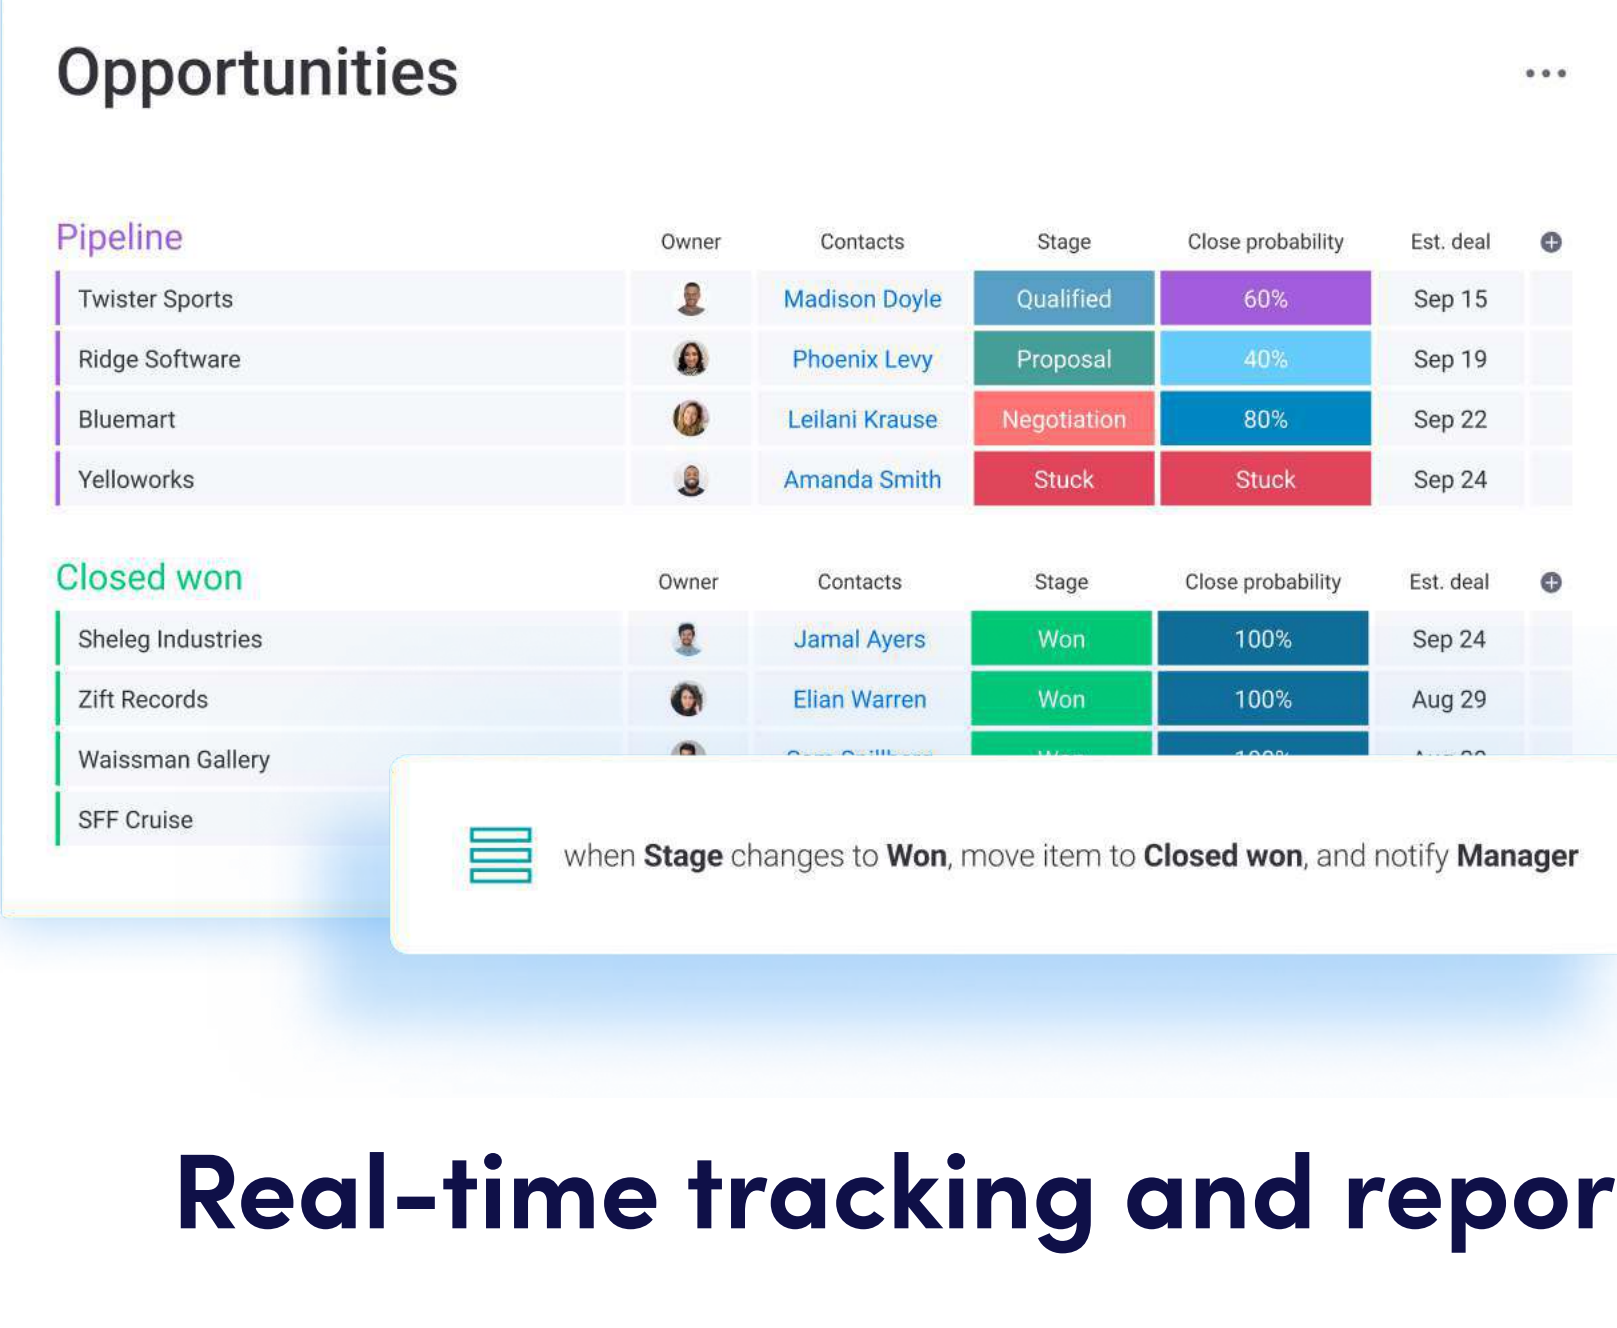 Opportunities
Pipeline Owner Contacts Stage Close probability Est. deal
Twister Sports Madison Doyle Qualified 60% Sep 15
Ridge Software Phoenix Levy Proposal 40% Sep 19
Bluemart Leilani Krause Negotiation 80% Sep 22
Yelloworks Amanda Smith Stuck Stuck Sep 24
Closed won Owner Contacts Stage Close probability Est. deal
Sheleg Industries Jamal Ayers Won 100% Sep 24
Zift Records Elian Warren Won 100% Aug 29
Waissman Gallery
SFF Cruise
when Stage changes to Won, move item to Closed won, and notify Manager
Real-time tracking and repor